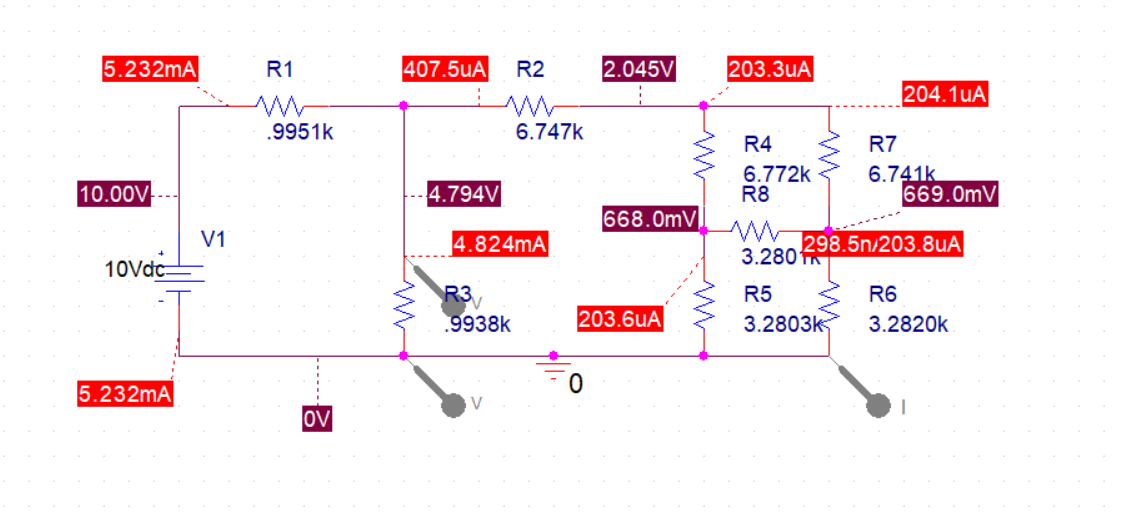 5.232mA
R1
407.5uA
R2
2.045V
203.3uA
204.1uA
.9951k
6.747k
R4
R7
6.772k
6.741k
10.00V
4.794V
R8
669.0mV
668.0mV
V1
4.824mA
298.5n
203.8uA
10Vdc
3.2801k
R3
V
R5
R6
.9938k
203.6uA
3.2803k
3.2820k
0
5.232mA
V
I
0V